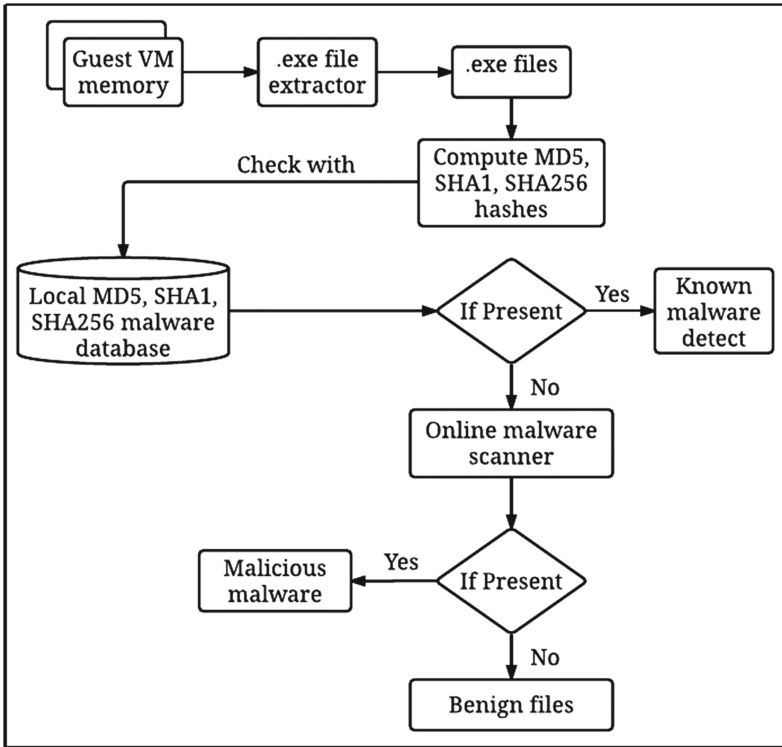 Guest VM
memory
.exe file
extractor
.exe files
Compute MD5,
SHA1, SHA256
hashes
Check with
Local MD5, SHA1,
SHA256 malware
database
If Present
Yes
Known
malware
detect
No
Online malware
scanner
If Present
Yes
Malicious
malware
No
Benign files